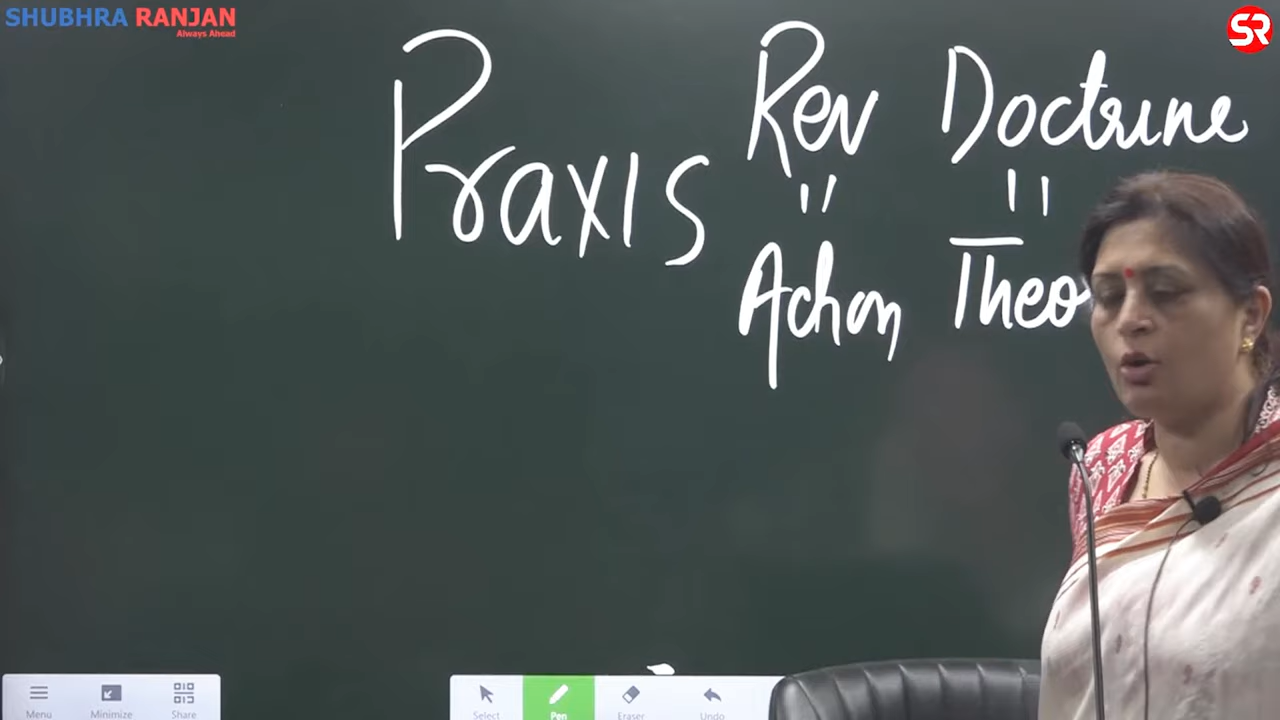 SHUBHRA RANJAN
Always Ahead
SR
Praxis
Rev Doctrine
" "
Action Theo
Menu Minimize Share
Select Pen Eraser Undo